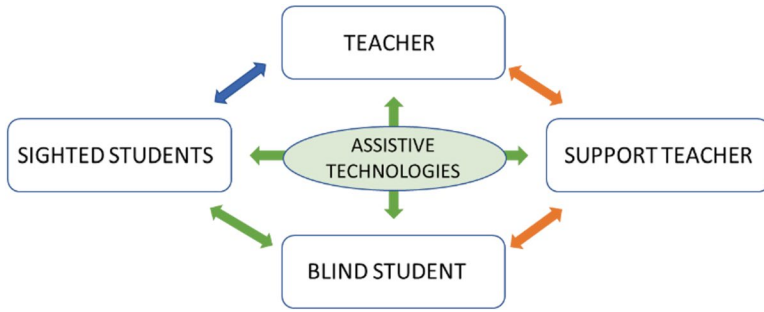 TEACHER
SIGHTED STUDENTS
ASSISTIVE
TECHNOLOGIES
SUPPORT TEACHER
BLIND STUDENT